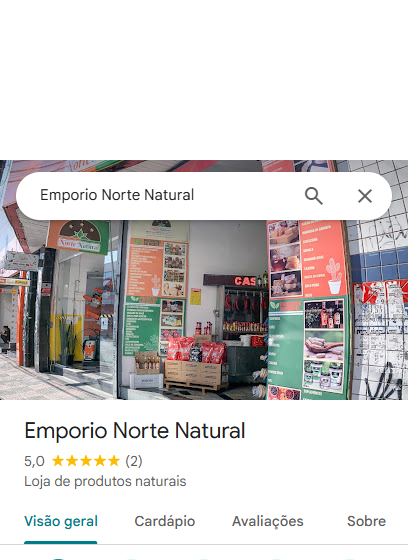 Emporio Norte Natural
Norte Natural
CAS
Emporio Norte Natural
5,0 (2)
Loja de produtos naturais
Visão geral
Cardápio
Avaliações
Sobre